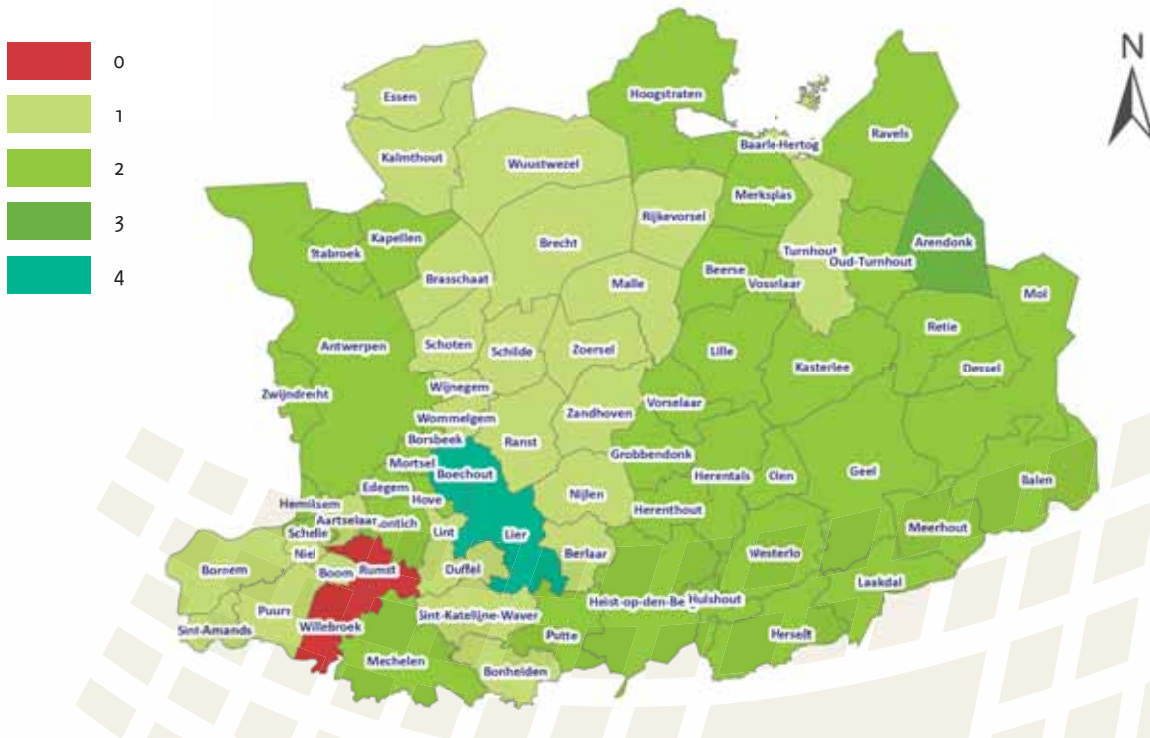 0
1
2
3
4
N
Essen
Hoogstraten
Ravels
Kalmthout
Wuustwezel
Baarle-Hertog
Merksplas
Rijkevorsel
Kapellen
Brecht
Arendonk
Stabroek
Turnhout
Oud-Turnhout
Beerse
Vosselaar
Brasschaat
Malle
Mol
Retie
Antwerpen
Schoten
Schilde
Zoersel
Lille
Kasterlee
Dessel
Wijnegem
Zwijndrecht
Vorselaar
Wommelgem
Zandhoven
Borsbeek
Ranst
Grobbendonk
Mortsel
Boechout
Herentals
Olen
Geel
Balen
Edegem
Hove
Nijlen
Hemiksem
Herenthout
Aartselaar
ontich
Schelle
Lint
Lier
Meerhout
Niel
Berlaar
Westerlo
Bornem
Boom
Rumst
Duffel
Laakdal
Heist-op-den-Be
Hulshout
Puurs
Sint-Katelijne-Waver
Sint-Amands
Willebroek
Putte
Herselt
Mechelen
Bonheiden